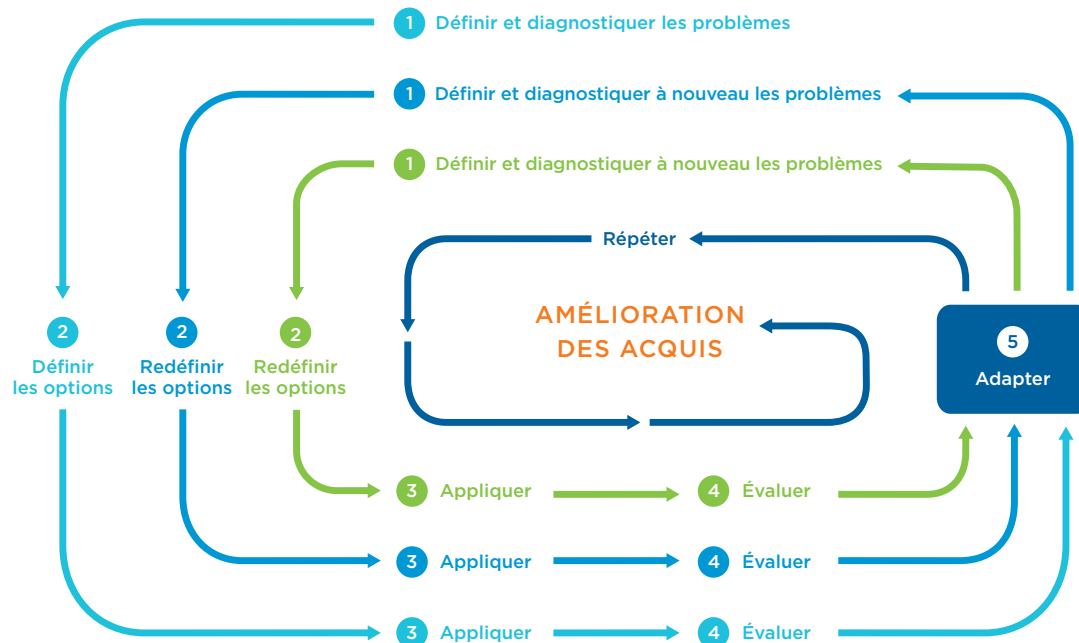 1 Définir et diagnostiquer les problèmes
1 Définir et diagnostiquer à nouveau les problèmes
1 Définir et diagnostiquer à nouveau les problèmes
Répéter
AMÉLIORATION
DES ACQUIS
2
Définir
les options
2
Redéfinir
les options
2
Redéfinir
les options
5
Adapter
3 Appliquer
4 Évaluer
3 Appliquer
4 Évaluer
3 Appliquer
4 Évaluer